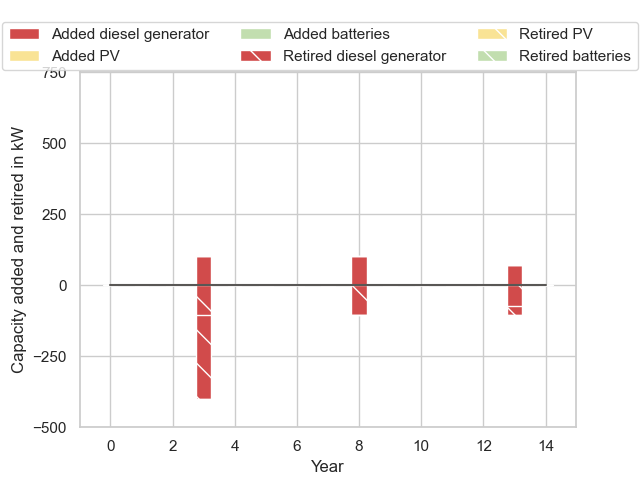 Added diesel generator
Added PV
Added batteries
Retired diesel generator
Retired PV
Retired batteries
Capacity added and retired in kW
750
500
250
0
−250
−500
0 2 4 6 8 10 12 14
Year